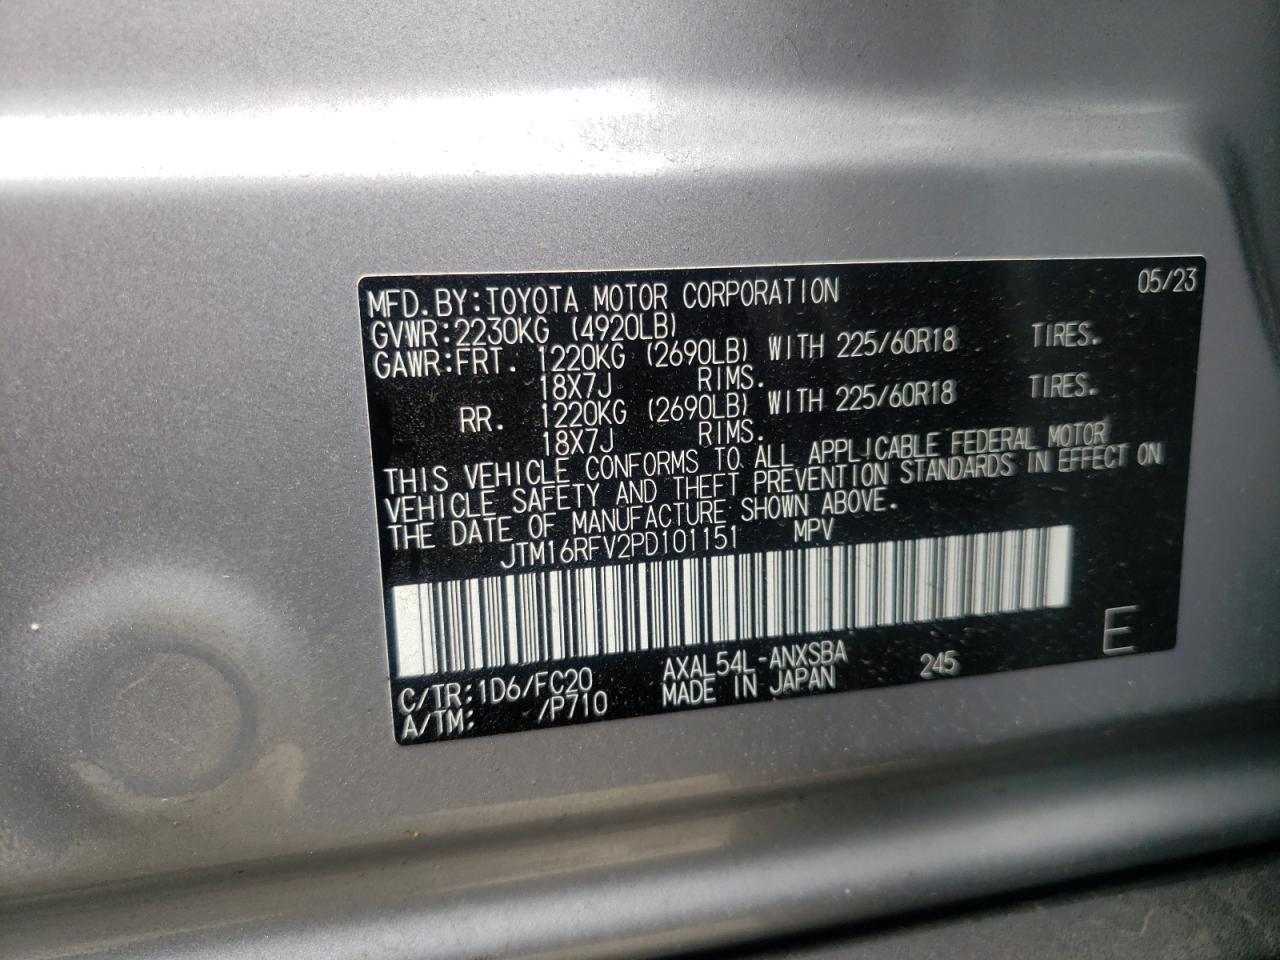 MFD.BY:TOYOTA MOTOR CORPORATION 05/23
GVWR:2230KG (4920LB)
GAWR:FRT. 1220KG (2690LB) WITH 225/60R18 TIRES.
18X7J RIMS.
RR. 1220KG (2690LB) WITH 225/60R18 TIRES.
18X7J RIMS.
THIS VEHICLE CONFORMS TO ALL APPLICABLE FEDERAL MOTOR
VEHICLE SAFETY AND THEFT PREVENTION STANDARDS IN EFFECT ON
THE DATE OF MANUFACTURE SHOWN ABOVE.
JTM16RFV2PD101151 MPV
E
C/TR:1D6/FC20 AXAL54L-ANXSBA 245
A/TM: /P710 MADE IN JAPAN